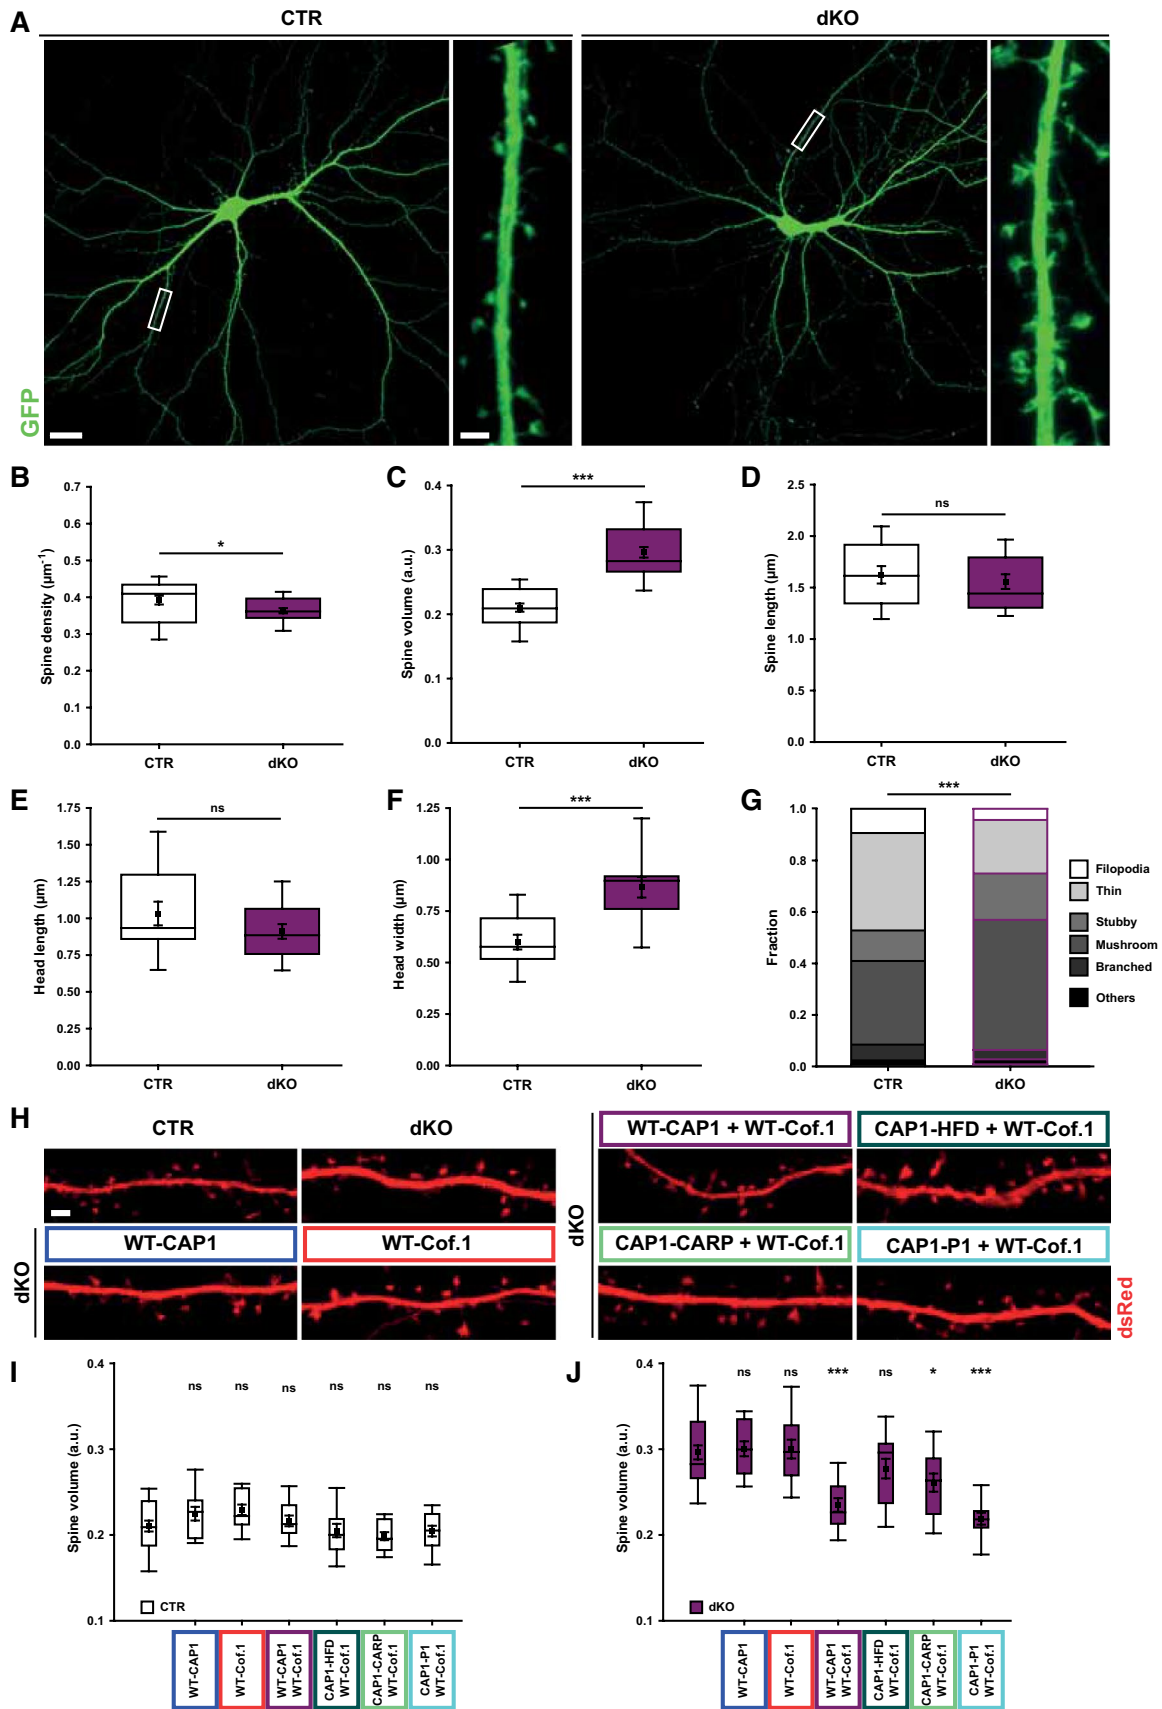 A
CTR
dKO
GFP
B
Spine density (µm-1)
0.7
0.6
0.5
0.4
0.3
0.2
0.1
0.0
*
CTR
dKO
C
Spine volume (a.u.)
0.4
0.3
0.2
0.1
0.0
***
CTR
dKO
D
Spine length (µm)
2.5
2.0
1.5
1.0
0.5
0.0
ns
CTR
dKO
E
Head length (µm)
1.75
1.50
1.25
1.00
0.75
0.50
0.25
0.00
ns
CTR
dKO
F
Head width (µm)
1.25
1.00
0.75
0.50
0.25
0.00
***
CTR
dKO
G
Fraction
1.0
0.8
0.6
0.4
0.2
0.0
***
CTR
dKO
Filopodia
Thin
Stubby
Mushroom
Branched
Others
H
CTR
dKO
dKO
WT-CAP1
WT-Cof.1
dKO
WT-CAP1 + WT-Cof.1
CAP1-HFD + WT-Cof.1
CAP1-CARP + WT-Cof.1
CAP1-P1 + WT-Cof.1
dsRed
I
Spine volume (a.u.)
0.4
0.3
0.2
0.1
ns
ns
ns
ns
ns
ns
CTR
WT-CAP1
WT-Cof.1
WT-CAP1
WT-Cof.1
CAP1-HFD
WT-Cof.1
CAP1-CARP
WT-Cof.1
CAP1-P1
WT-Cof.1
J
Spine volume (a.u.)
0.4
0.3
0.2
0.1
ns
ns
***
ns
*
***
dKO
WT-CAP1
WT-Cof.1
WT-CAP1
WT-Cof.1
CAP1-HFD
WT-Cof.1
CAP1-CARP
WT-Cof.1
CAP1-P1
WT-Cof.1